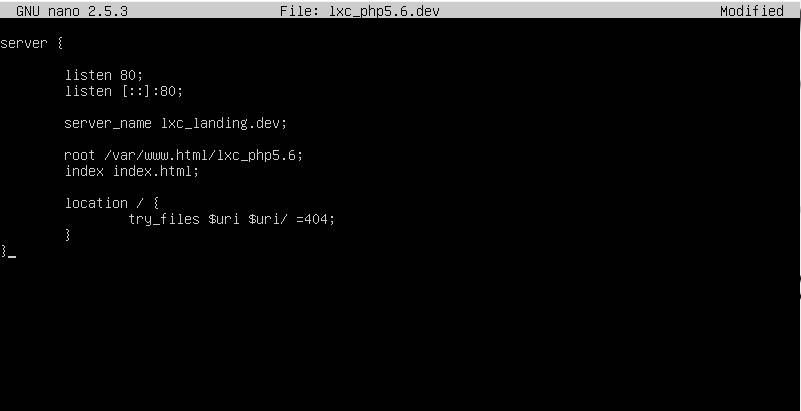 GNU nano 2.5.3 File: lxc_php5.6.dev Modified
server {
listen 80;
listen [::]:80;
server_name lxc_landing.dev;
root /var/www.html/lxc_php5.6;
index index.html;
location / {
try_files $uri $uri/ =404;
}
}_